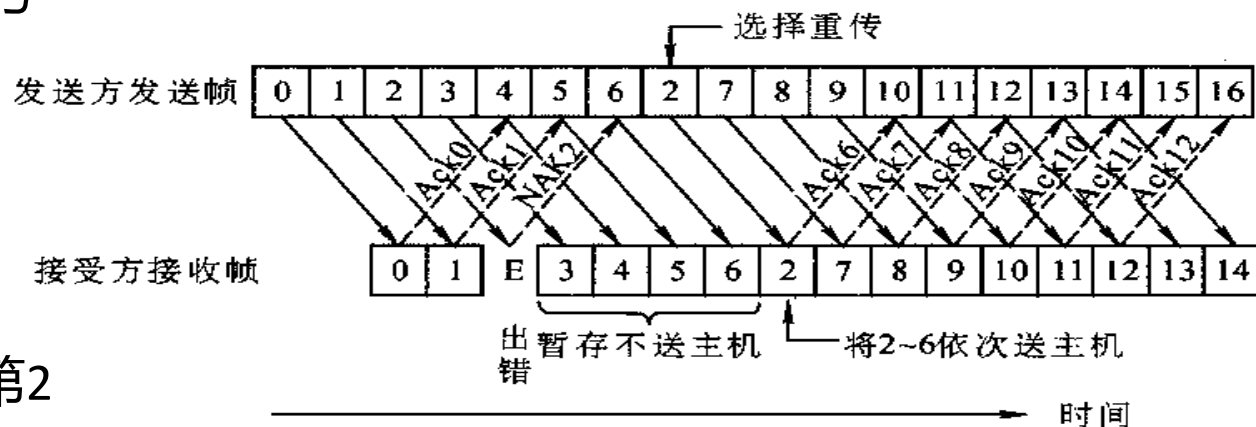 选择重传
发送方发送帧 0 1 2 3 4 5 6 2 7 8 9 10 11 12 13 14 15 16
Ack0 Ack1 NAK2 Ack6 Ack7 Ack8 Ack9 Ack10 Ack11 Ack12
接受方接收帧 0 1 E 3 4 5 6 2 7 8 9 10 11 12 13 14
出错 暂存不送主机 将2~6依次送主机
第2
时间